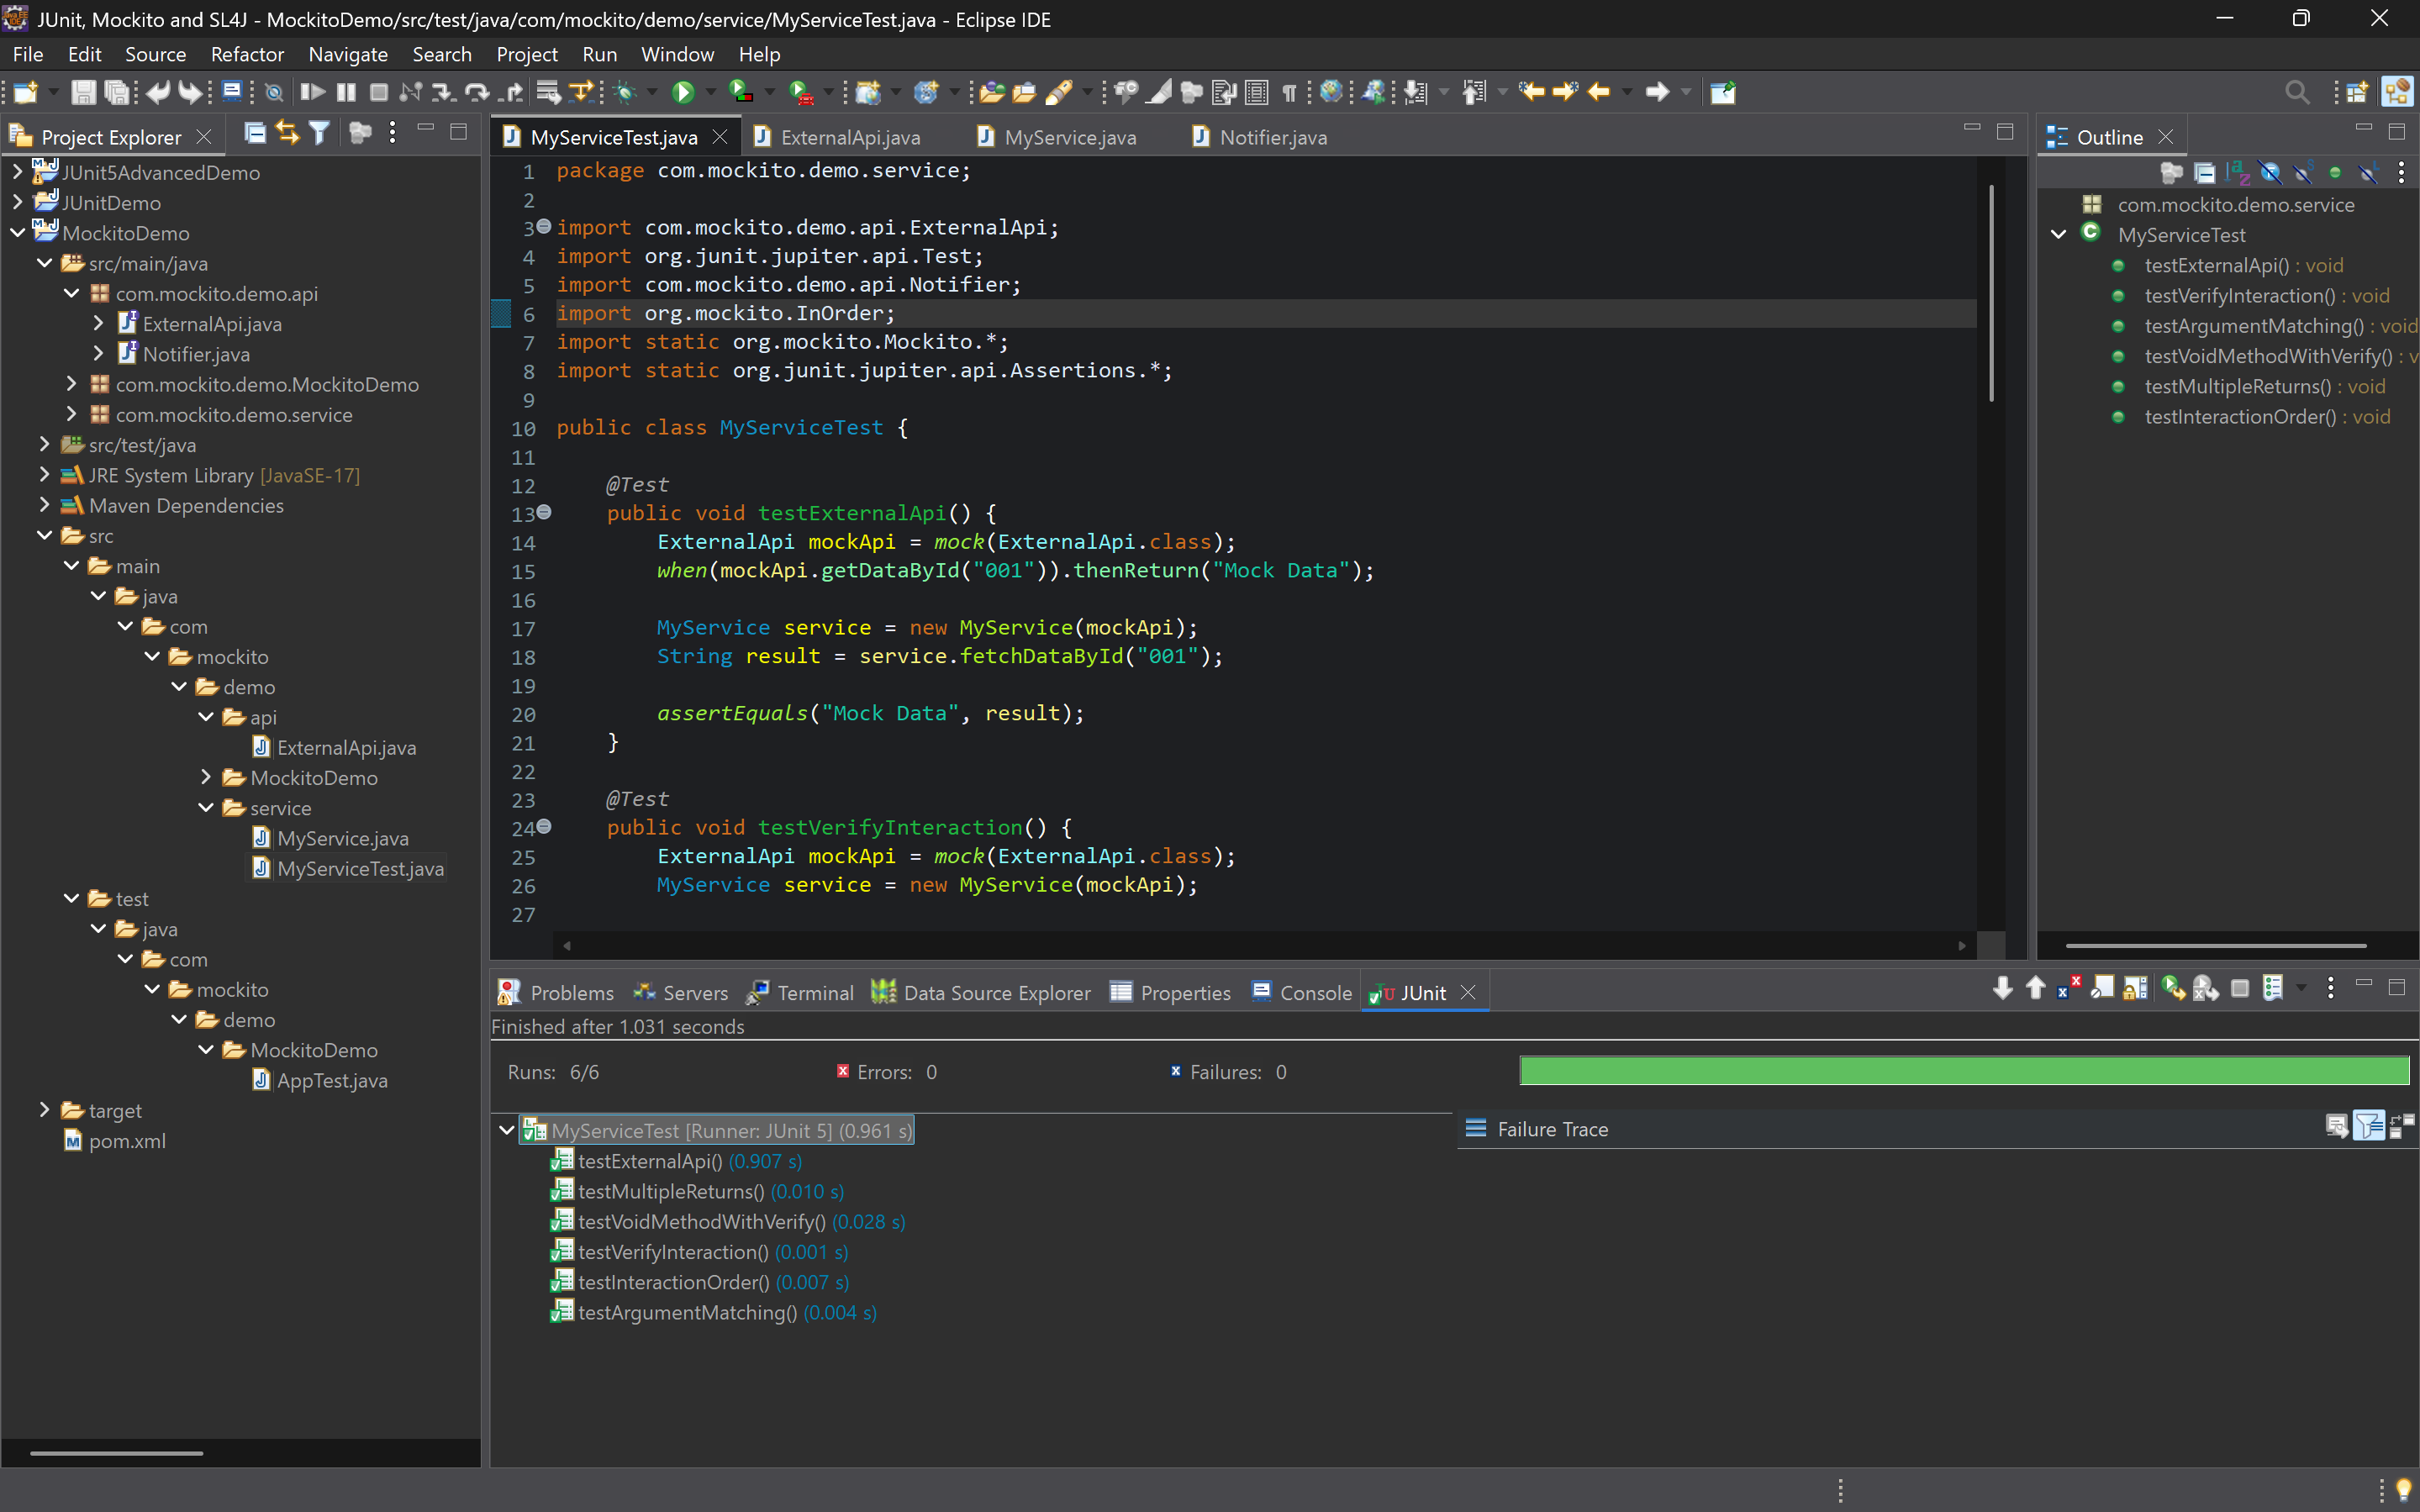 JUnit, Mockito and SL4J - MockitoDemo/src/test/java/com/mockito/demo/service/MyServiceTest.java - Eclipse IDE
File Edit Source Refactor Navigate Search Project Run Window Help
Project Explorer
JUnit5AdvancedDemo
JUnitDemo
MockitoDemo
src/main/java
com.mockito.demo.api
ExternalApi.java
Notifier.java
com.mockito.demo.MockitoDemo
com.mockito.demo.service
src/test/java
JRE System Library [JavaSE-17]
Maven Dependencies
src
main
java
com
mockito
demo
api
ExternalApi.java
MockitoDemo
service
MyService.java
MyServiceTest.java
test
java
com
mockito
demo
MockitoDemo
AppTest.java
target
pom.xml
MyServiceTest.java ExternalApi.java MyService.java Notifier.java
1 package com.mockito.demo.service;
2
3 import com.mockito.demo.api.ExternalApi;
4 import org.junit.jupiter.api.Test;
5 import com.mockito.demo.api.Notifier;
6 import org.mockito.InOrder;
7 import static org.mockito.Mockito.*;
8 import static org.junit.jupiter.api.Assertions.*;
9
10 public class MyServiceTest {
11
12 @Test
13 public void testExternalApi() {
14 ExternalApi mockApi = mock(ExternalApi.class);
15 when(mockApi.getDataById("001")).thenReturn("Mock Data");
16
17 MyService service = new MyService(mockApi);
18 String result = service.fetchDataById("001");
19
20 assertEquals("Mock Data", result);
21 }
22
23 @Test
24 public void testVerifyInteraction() {
25 ExternalApi mockApi = mock(ExternalApi.class);
26 MyService service = new MyService(mockApi);
27
Outline
com.mockito.demo.service
MyServiceTest
testExternalApi() : void
testVerifyInteraction() : void
testArgumentMatching() : void
testVoidMethodWithVerify() : v
testMultipleReturns() : void
testInteractionOrder() : void
Problems Servers Terminal Data Source Explorer Properties Console JUnit
Finished after 1.031 seconds
Runs: 6/6 Errors: 0 Failures: 0
MyServiceTest [Runner: JUnit 5] (0.961 s)
testExternalApi() (0.907 s)
testMultipleReturns() (0.010 s)
testVoidMethodWithVerify() (0.028 s)
testVerifyInteraction() (0.001 s)
testInteractionOrder() (0.007 s)
testArgumentMatching() (0.004 s)
Failure Trace